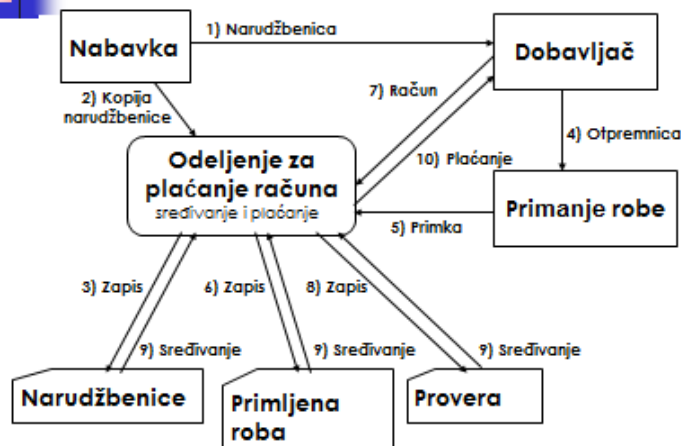 1) Narudžbenica
Nabavka
Dobavljač
2) Kopija
narudžbenice
7) Račun
4) Otpremnica
10) Plaćanje
Odeljenje za
plaćanje računa
sređivanje i plaćanje
Primanje robe
5) Primka
3) Zapis
6) Zapis
8) Zapis
9) Sređivanje
9) Sređivanje
9) Sređivanje
Narudžbenice
Primljena
roba
Provera